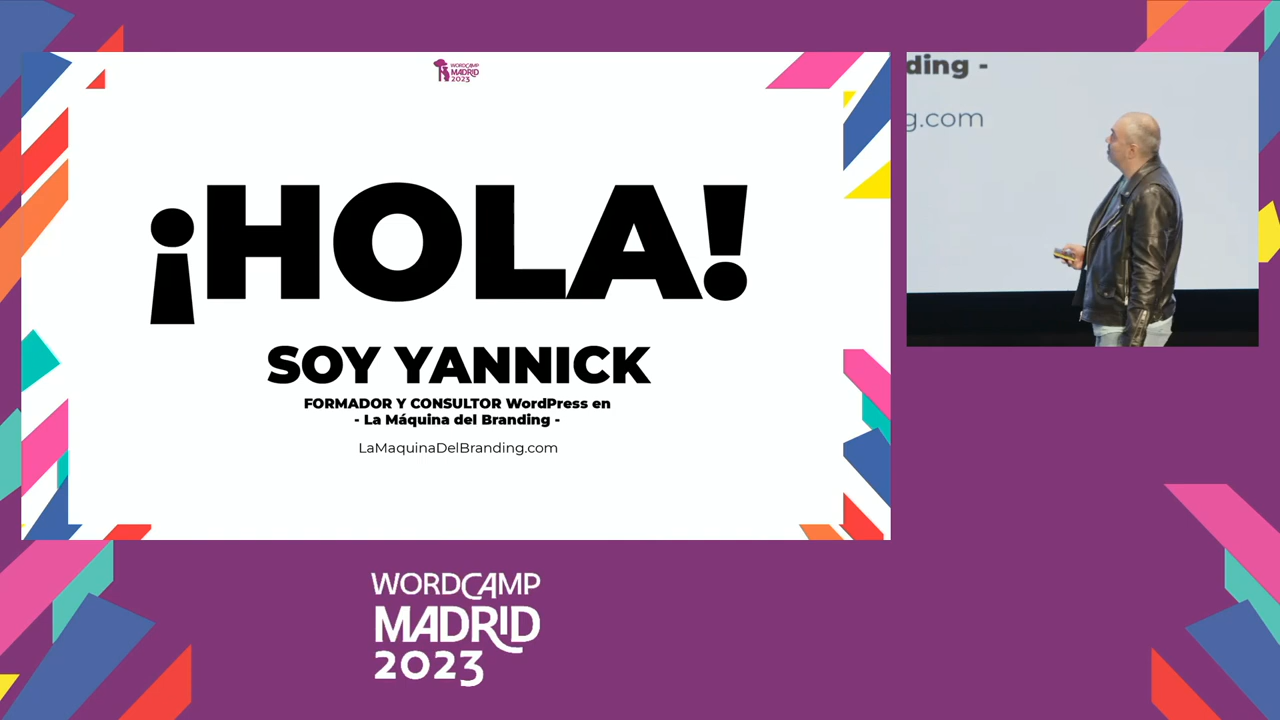 WORDCAMP
MADRID
2023
¡HOLA!
SOY YANNICK
FORMADOR Y CONSULTOR WordPress en
- La Máquina del Branding -
LaMaquinaDelBranding.com
ding -
g.com
WORDCAMP
MADRID
2023